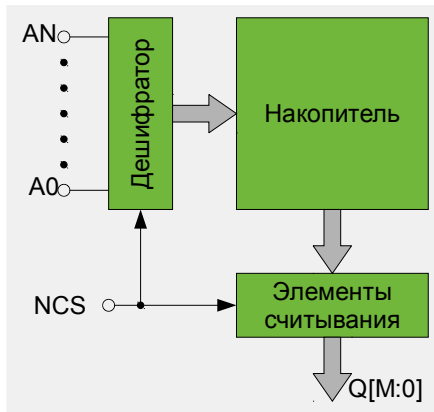 AN
Дешифратор
Накопитель
A0
NCS
Элементы
считывания
Q[M:0]